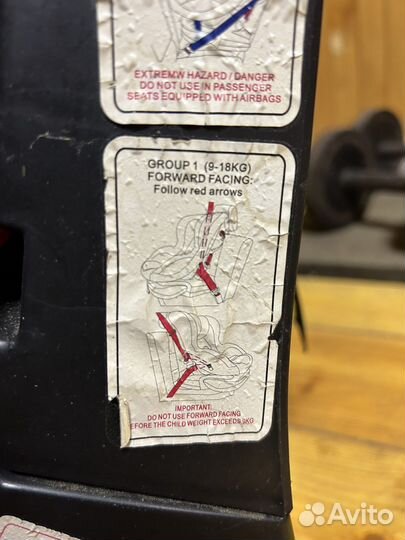 EXTREMW HAZARD / DANGER
DO NOT USE IN PASSENGER
SEATS EQUIPPED WITH AIRBAGS
GROUP 1 (9-18KG)
FORWARD FACING:
Follow red arrows
IMPORTANT:
DO NOT USE FORWARD FACING
EFORE THE CHILD WEIGHT EXCEEDS 9KG
Avito